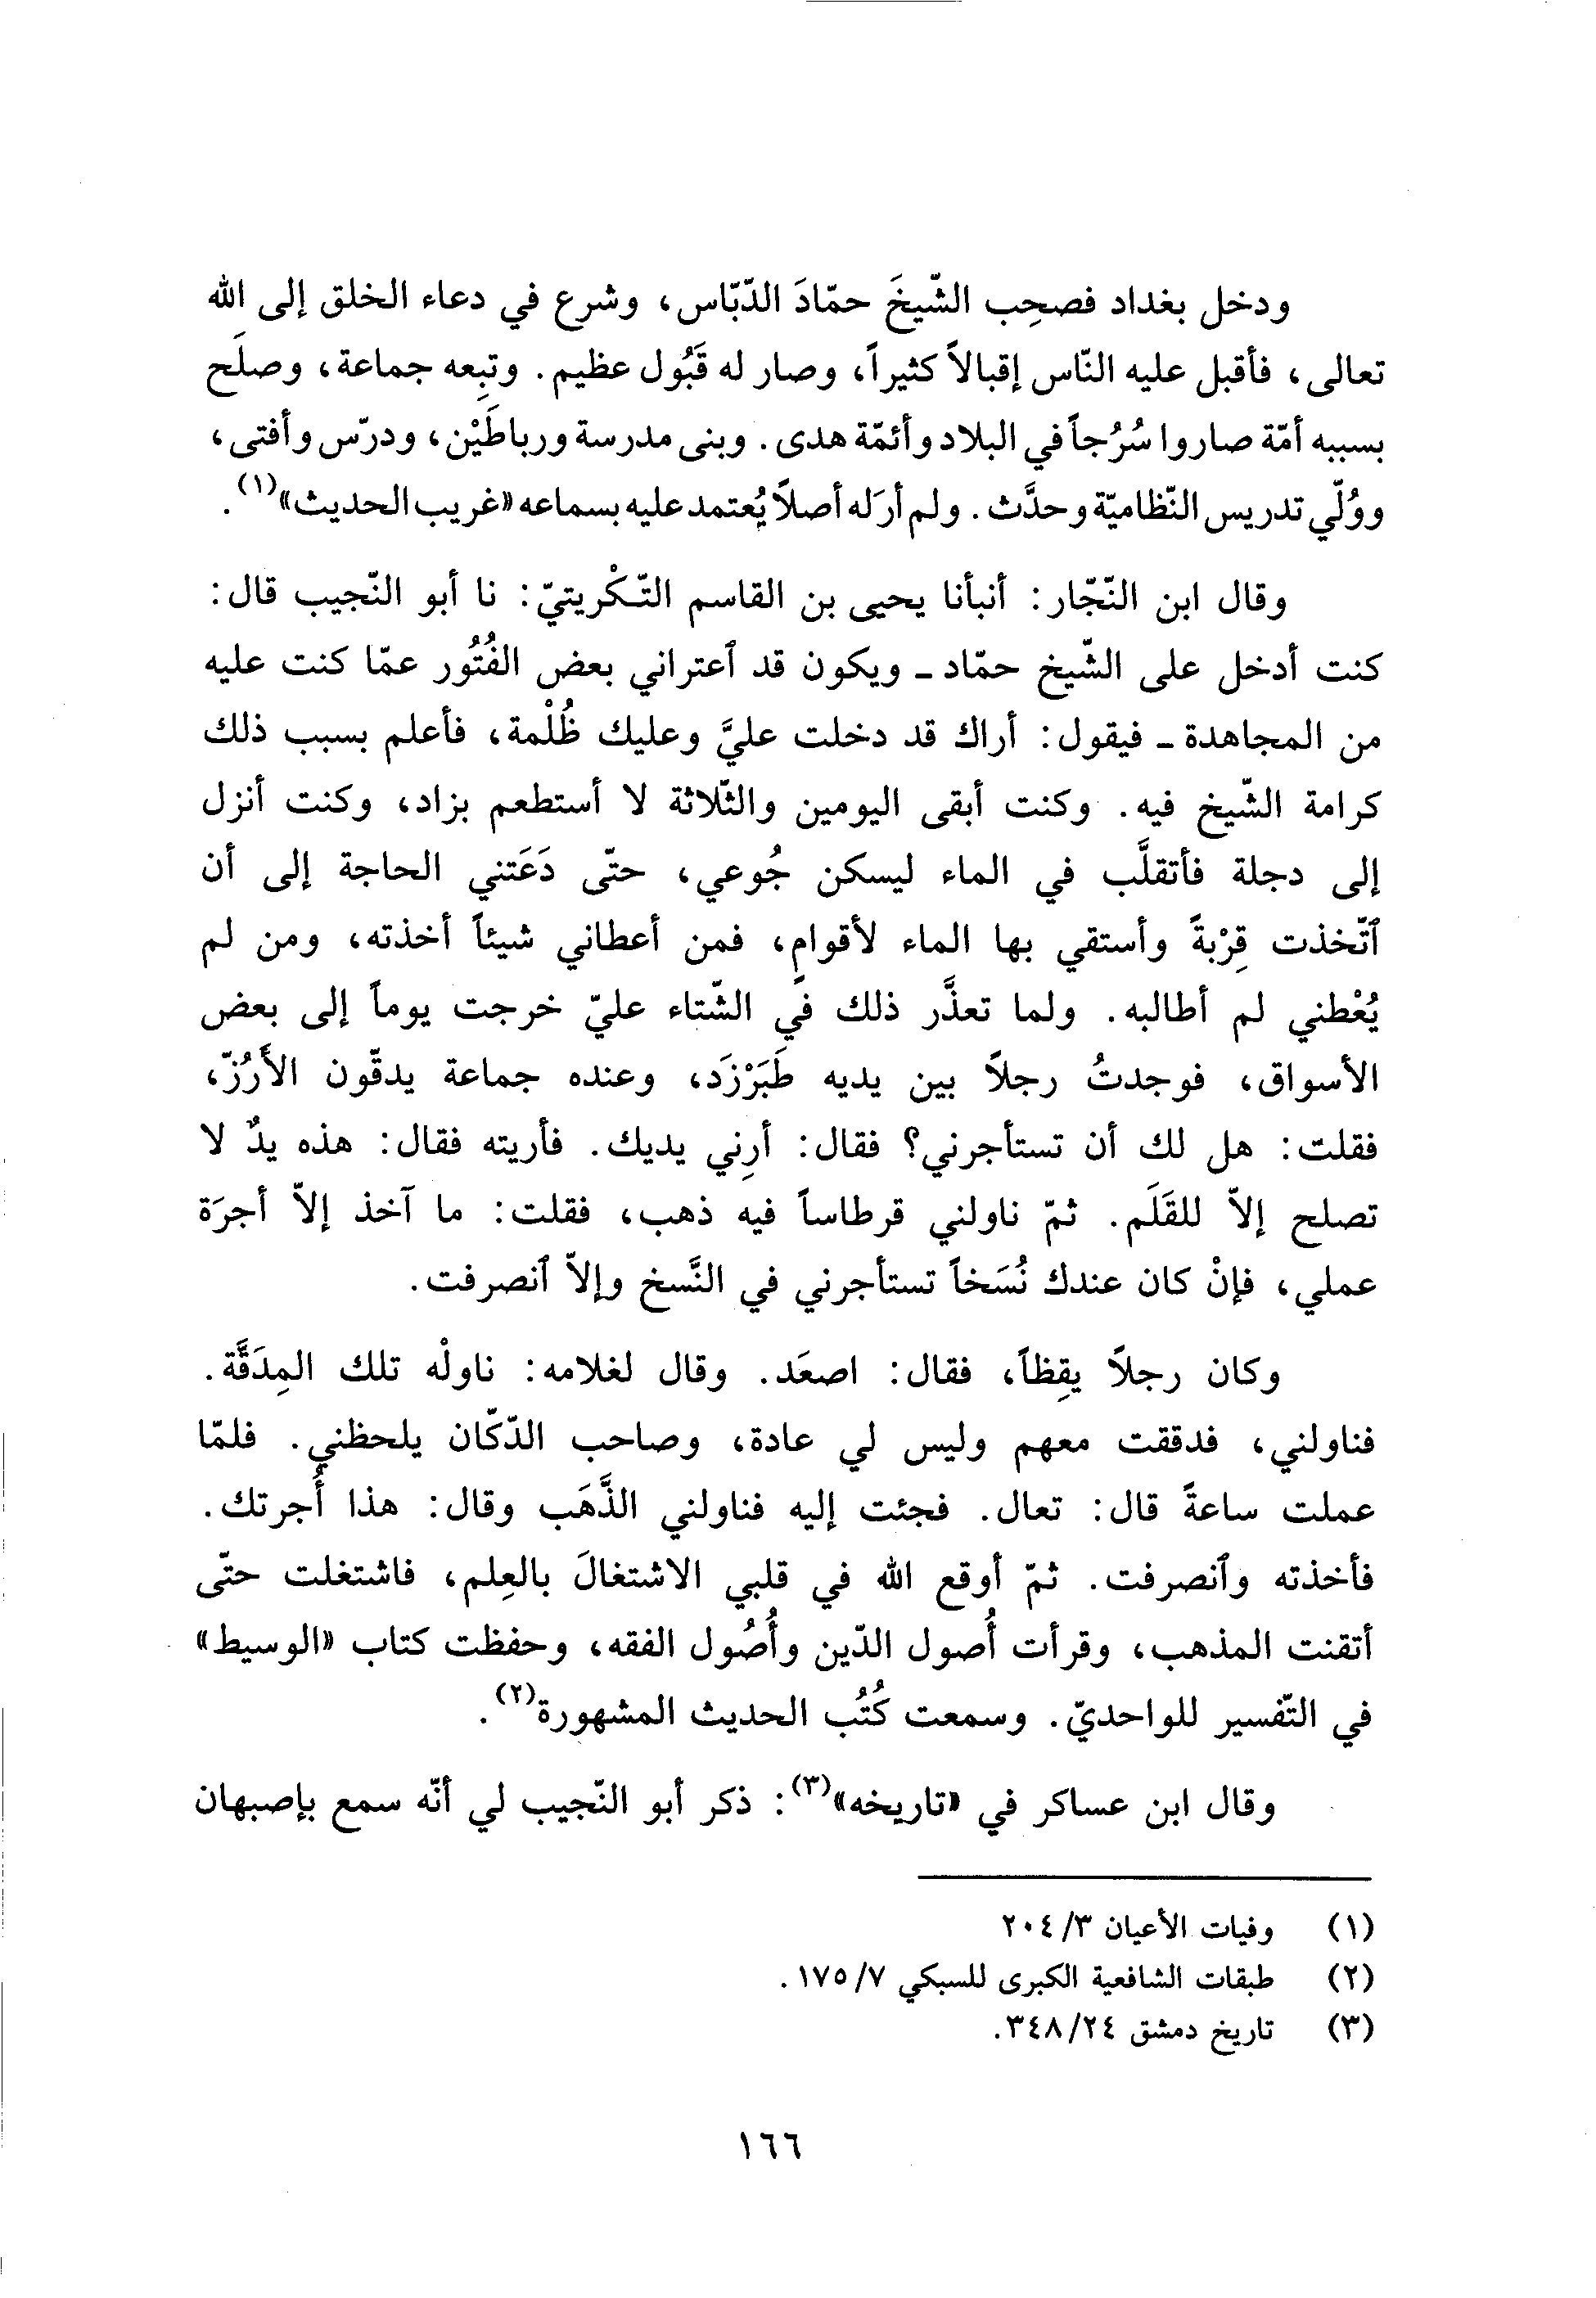 ودخل بغداد فصحِب الشّيخَ حمّادَ الدّبّاس، وشرع في دعاء الخلق إلى الله
تعالى، فأقبل عليه النّاس إقبالاً كثيراً، وصار له قَبُول عظيم. وتبِعه جماعة، وصلَح
بسببه أمّة صاروا سُرُجاً في البلاد وأئمّة هدى. وبنى مدرسة ورباطَيْن، ودرّس وأفتى،
ووُلّي تدريس النّظاميّة وحدَّث. ولم أرَ له أصلاً يُعتمد عليه بسماعه «غريب الحديث»(١).
وقال ابن النّجّار: أنبأنا يحيى بن القاسم التّكْريتيّ: نا أبو النّجيب قال:
كنت أدخل على الشّيخ حمّاد ـ ويكون قد ٱعتراني بعض الفُتُور عمّا كنت عليه
من المجاهدة ـ فيقول: أراك قد دخلت عليَّ وعليك ظُلْمة، فأعلم بسبب ذلك
كرامة الشّيخ فيه. وكنت أبقى اليومين والثّلاثة لا أستطعم بزاد، وكنت أنزل
إلى دجلة فأتقلَّب في الماء ليسكن جُوعي، حتّى دَعَتني الحاجة إلى أن
ٱتّخذت قِرْبةً وأستقي بها الماء لأقوامٍ، فمن أعطاني شيئاً أخذته، ومن لم
يُعْطني لم أطالبه. ولما تعذَّر ذلك في الشّتاء عليّ خرجت يوماً إلى بعض
الأسواق، فوجدتُ رجلاً بين يديه طَبَرْزَد، وعنده جماعة يدقّون الأَرُزّ،
فقلت: هل لك أن تستأجرني؟ فقال: أرِني يديك. فأريته فقال: هذه يدٌ لا
تصلح إلاّ للقَلَم. ثمّ ناولني قرطاساً فيه ذهب، فقلت: ما آخذ إلاّ أجرَة
عملي، فإنْ كان عندك نُسَخاً تستأجرني في النَّسخ وإلاّ ٱنصرفت.
وكان رجلاً يقِظاً، فقال: اصعَد. وقال لغلامه: ناولْه تلك المِدَقَّة.
فناولني، فدققت معهم وليس لي عادة، وصاحب الدّكّان يلحظني. فلمّا
عملت ساعةً قال: تعال. فجئت إليه فناولني الذَّهَب وقال: هذا أُجرتك.
فأخذته وٱنصرفت. ثمّ أوقع الله في قلبي الاشتغالَ بالعِلم، فاشتغلت حتّى
أتقنت المذهب، وقرأت أُصول الدّين وأُصُول الفقه، وحفظت كتاب «الوسيط»
في التّفسير للواحديّ. وسمعت كُتُب الحديث المشهورة(٢).
وقال ابن عساكر في «تاريخه»(٣): ذكر أبو النّجيب لي أنّه سمع بإصبهان
(١) وفيات الأعيان ٢٠٤/٣
(٢) طبقات الشافعية الكبرى للسبكي ١٧٥/٧.
(٣) تاريخ دمشق ٣٤٨/٢٤.
١٦٦